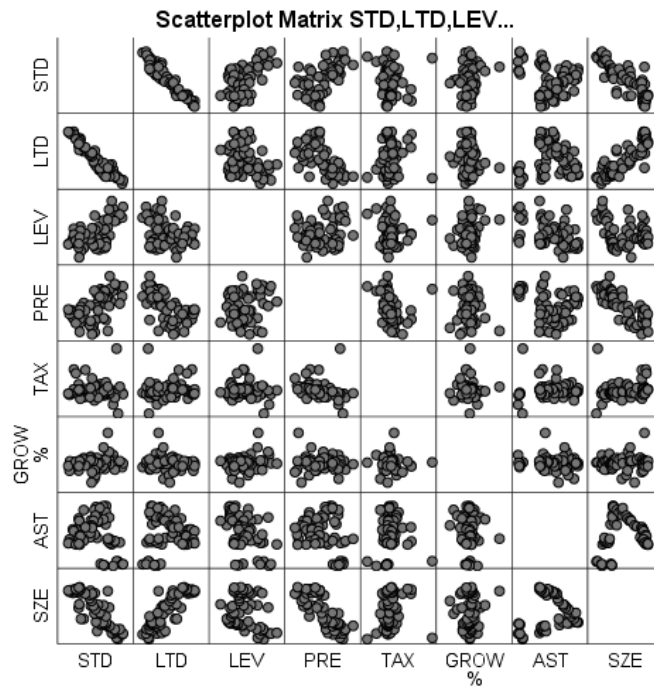 Scatterplot Matrix STD,LTD,LEV...
STD
LTD
LEV
PRE
TAX
GROW
%
AST
SZE
STD LTD LEV PRE TAX GROW AST SZE
%